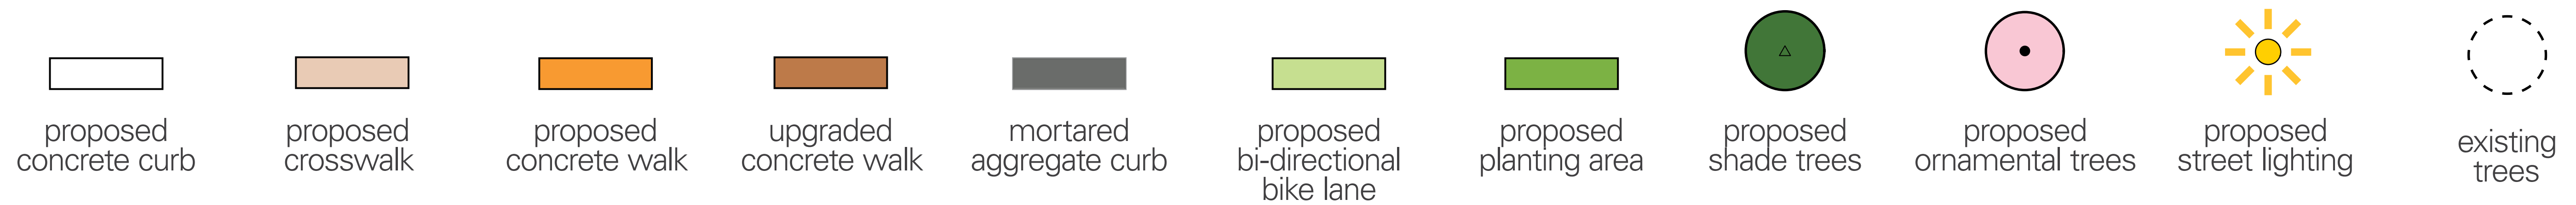 proposed
concrete curb
proposed
crosswalk
proposed
concrete walk
upgraded
concrete walk
mortared
aggregate curb
proposed
bi-directional
bike lane
proposed
planting area
proposed
shade trees
proposed
ornamental trees
proposed
street lighting
existing
trees